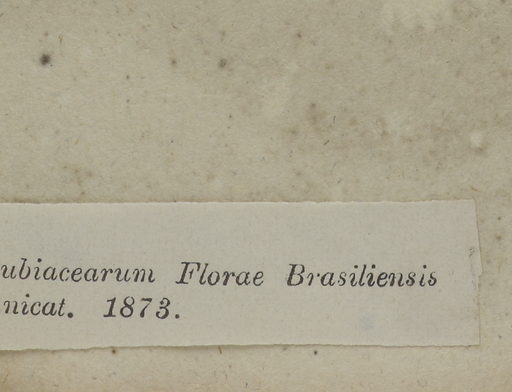 ubiacearum Florae Brasiliensis
nicat. 1873.